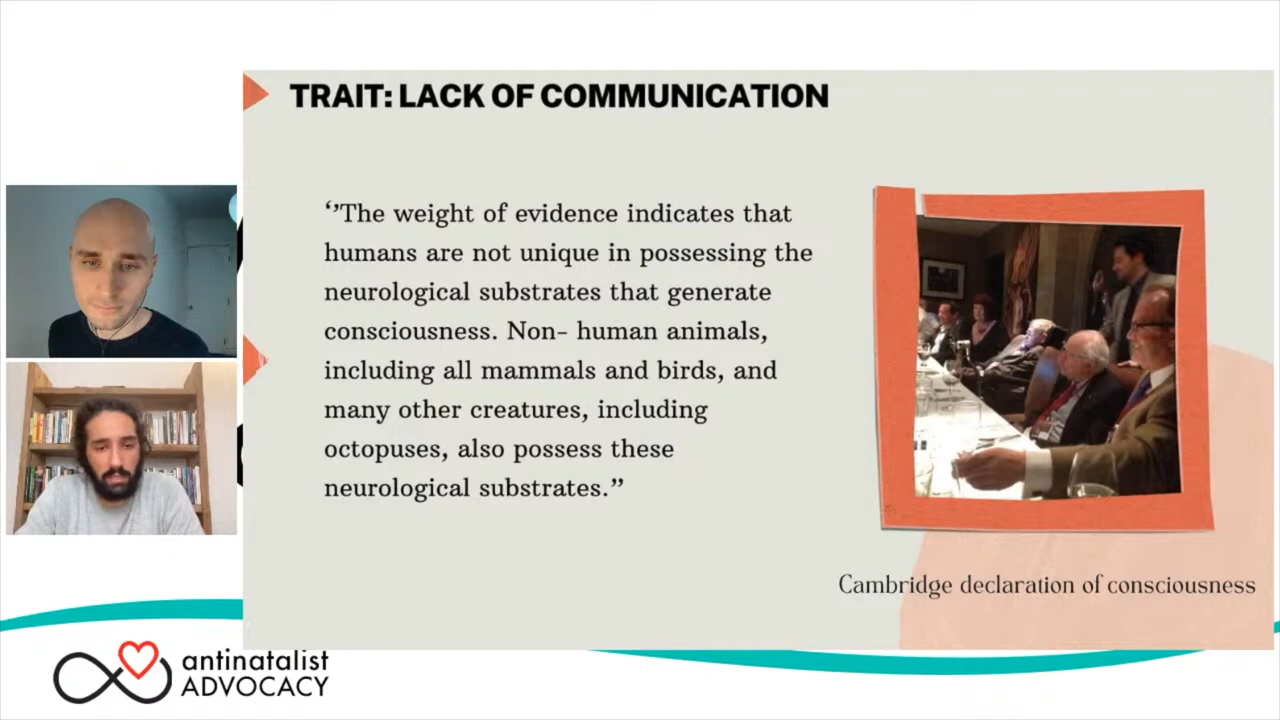 TRAIT: LACK OF COMMUNICATION
‘’The weight of evidence indicates that
humans are not unique in possessing the
neurological substrates that generate
consciousness. Non- human animals,
including all mammals and birds, and
many other creatures, including
octopuses, also possess these
neurological substrates.”
Cambridge declaration of consciousness
antinatalist
ADVOCACY